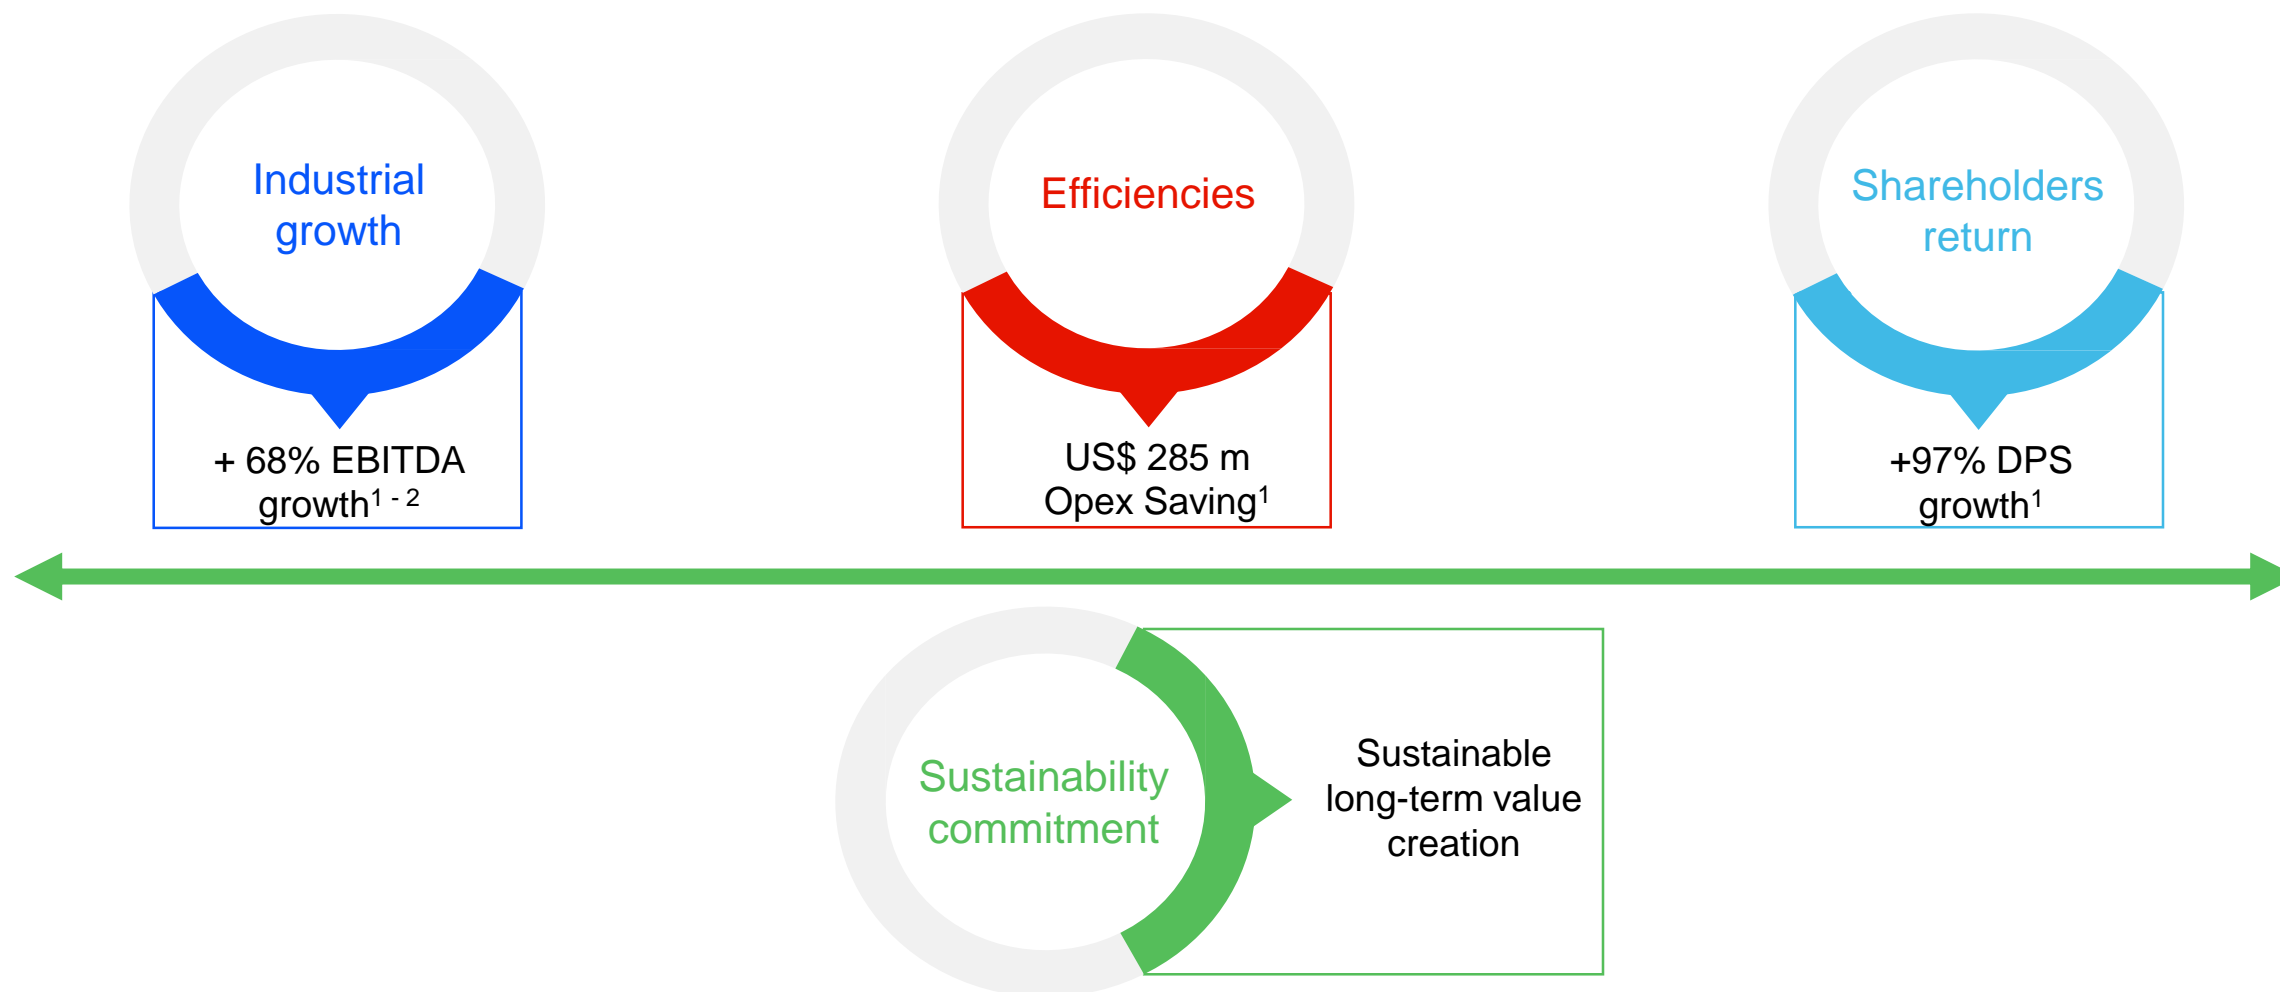 Industrial
growth
+ 68% EBITDA
growth¹ ⁻ ²
Efficiencies
US$ 285 m
Opex Saving¹
Shareholders
return
+97% DPS
growth¹
Sustainability
commitment
Sustainable
long-term value
creation